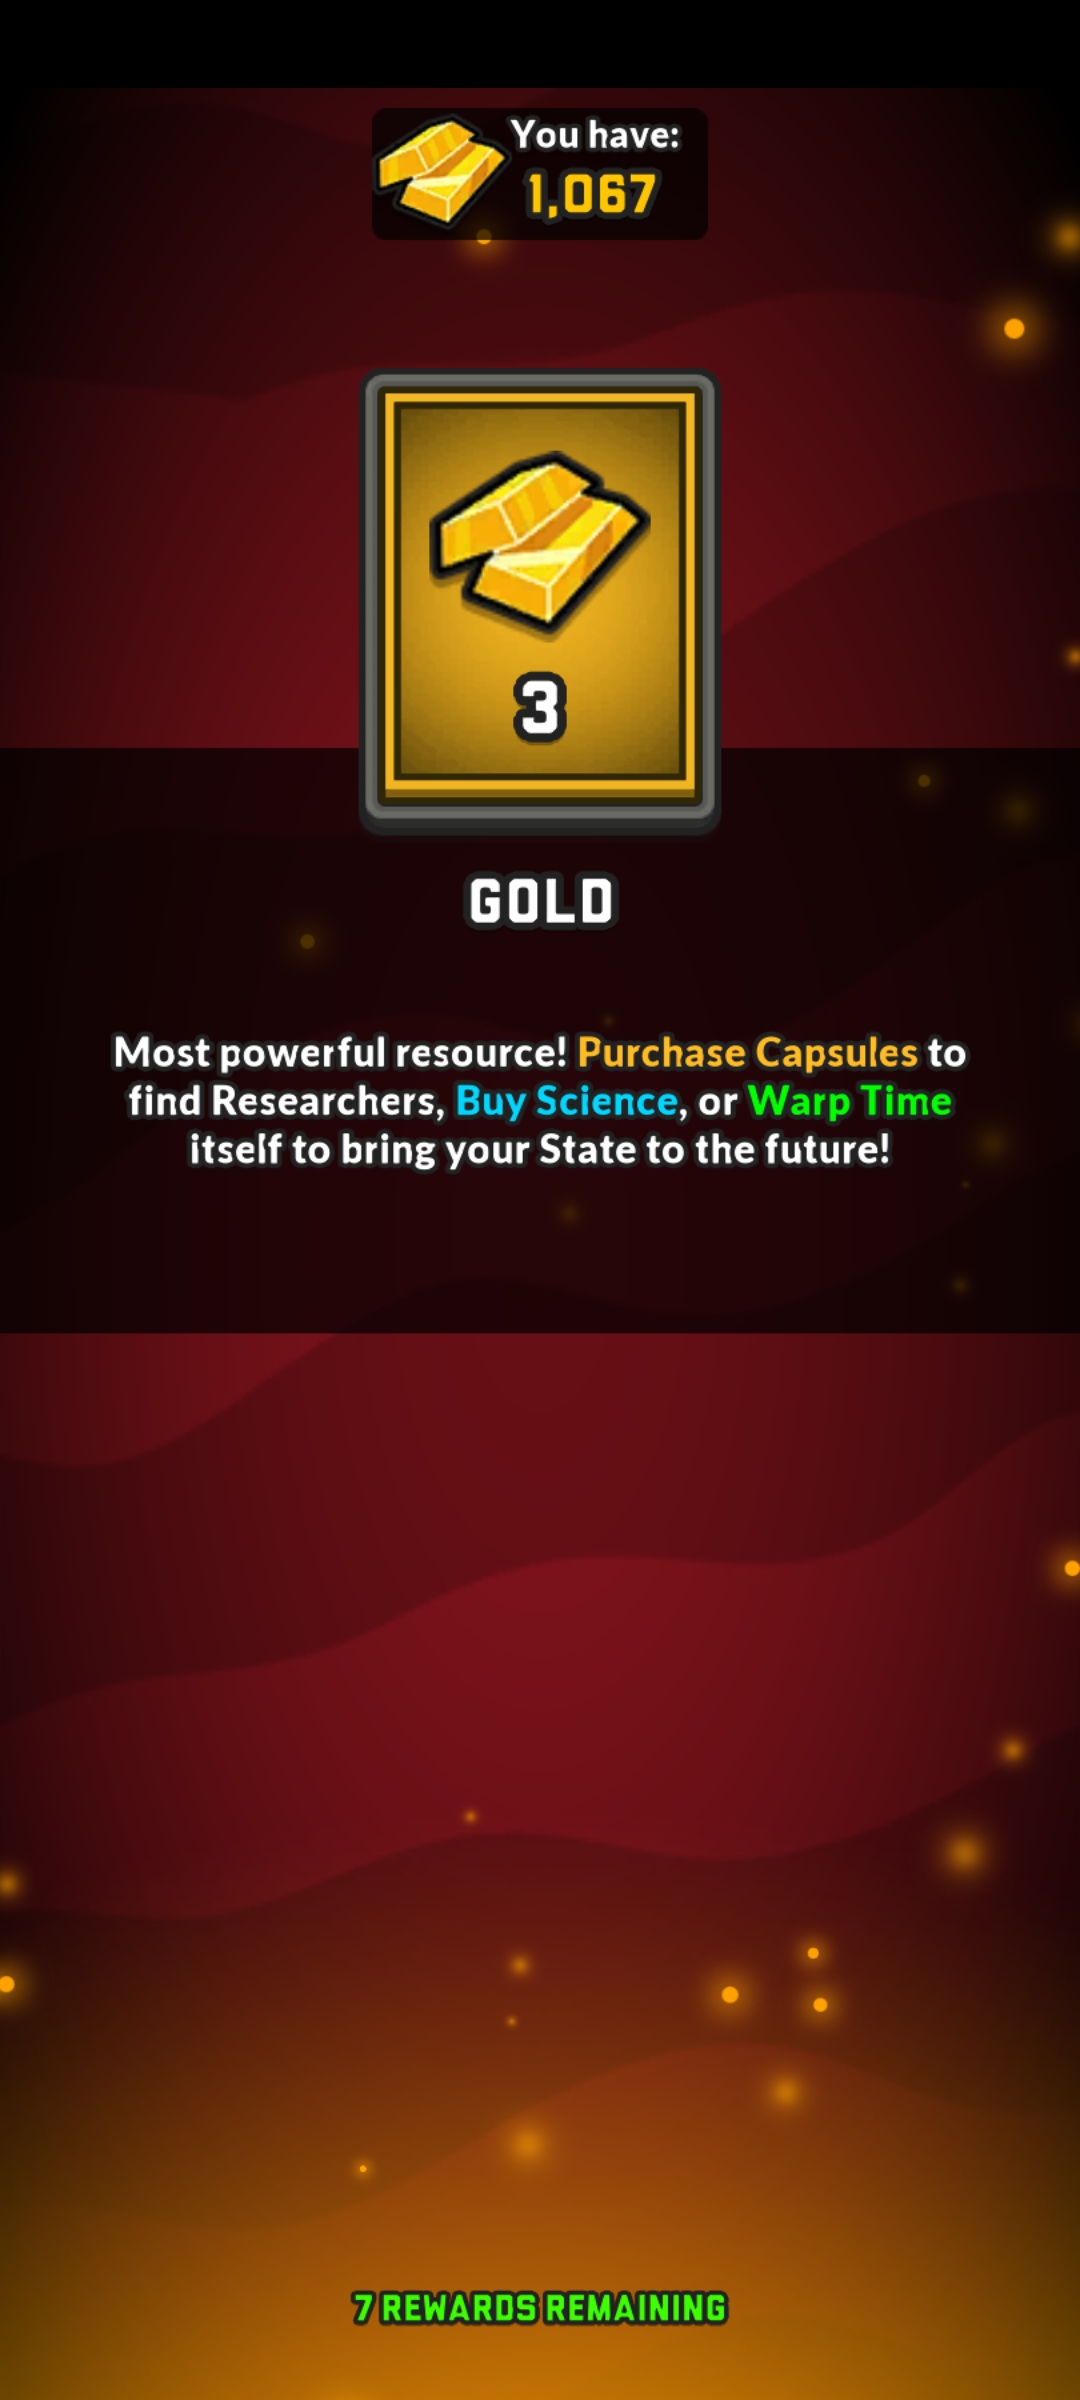 You have:
1,067
3
GOLD
Most powerful resource! Purchase Capsules to
find Researchers, Buy Science, or Warp Time
itself to bring your State to the future!
7 REWARDS REMAINING